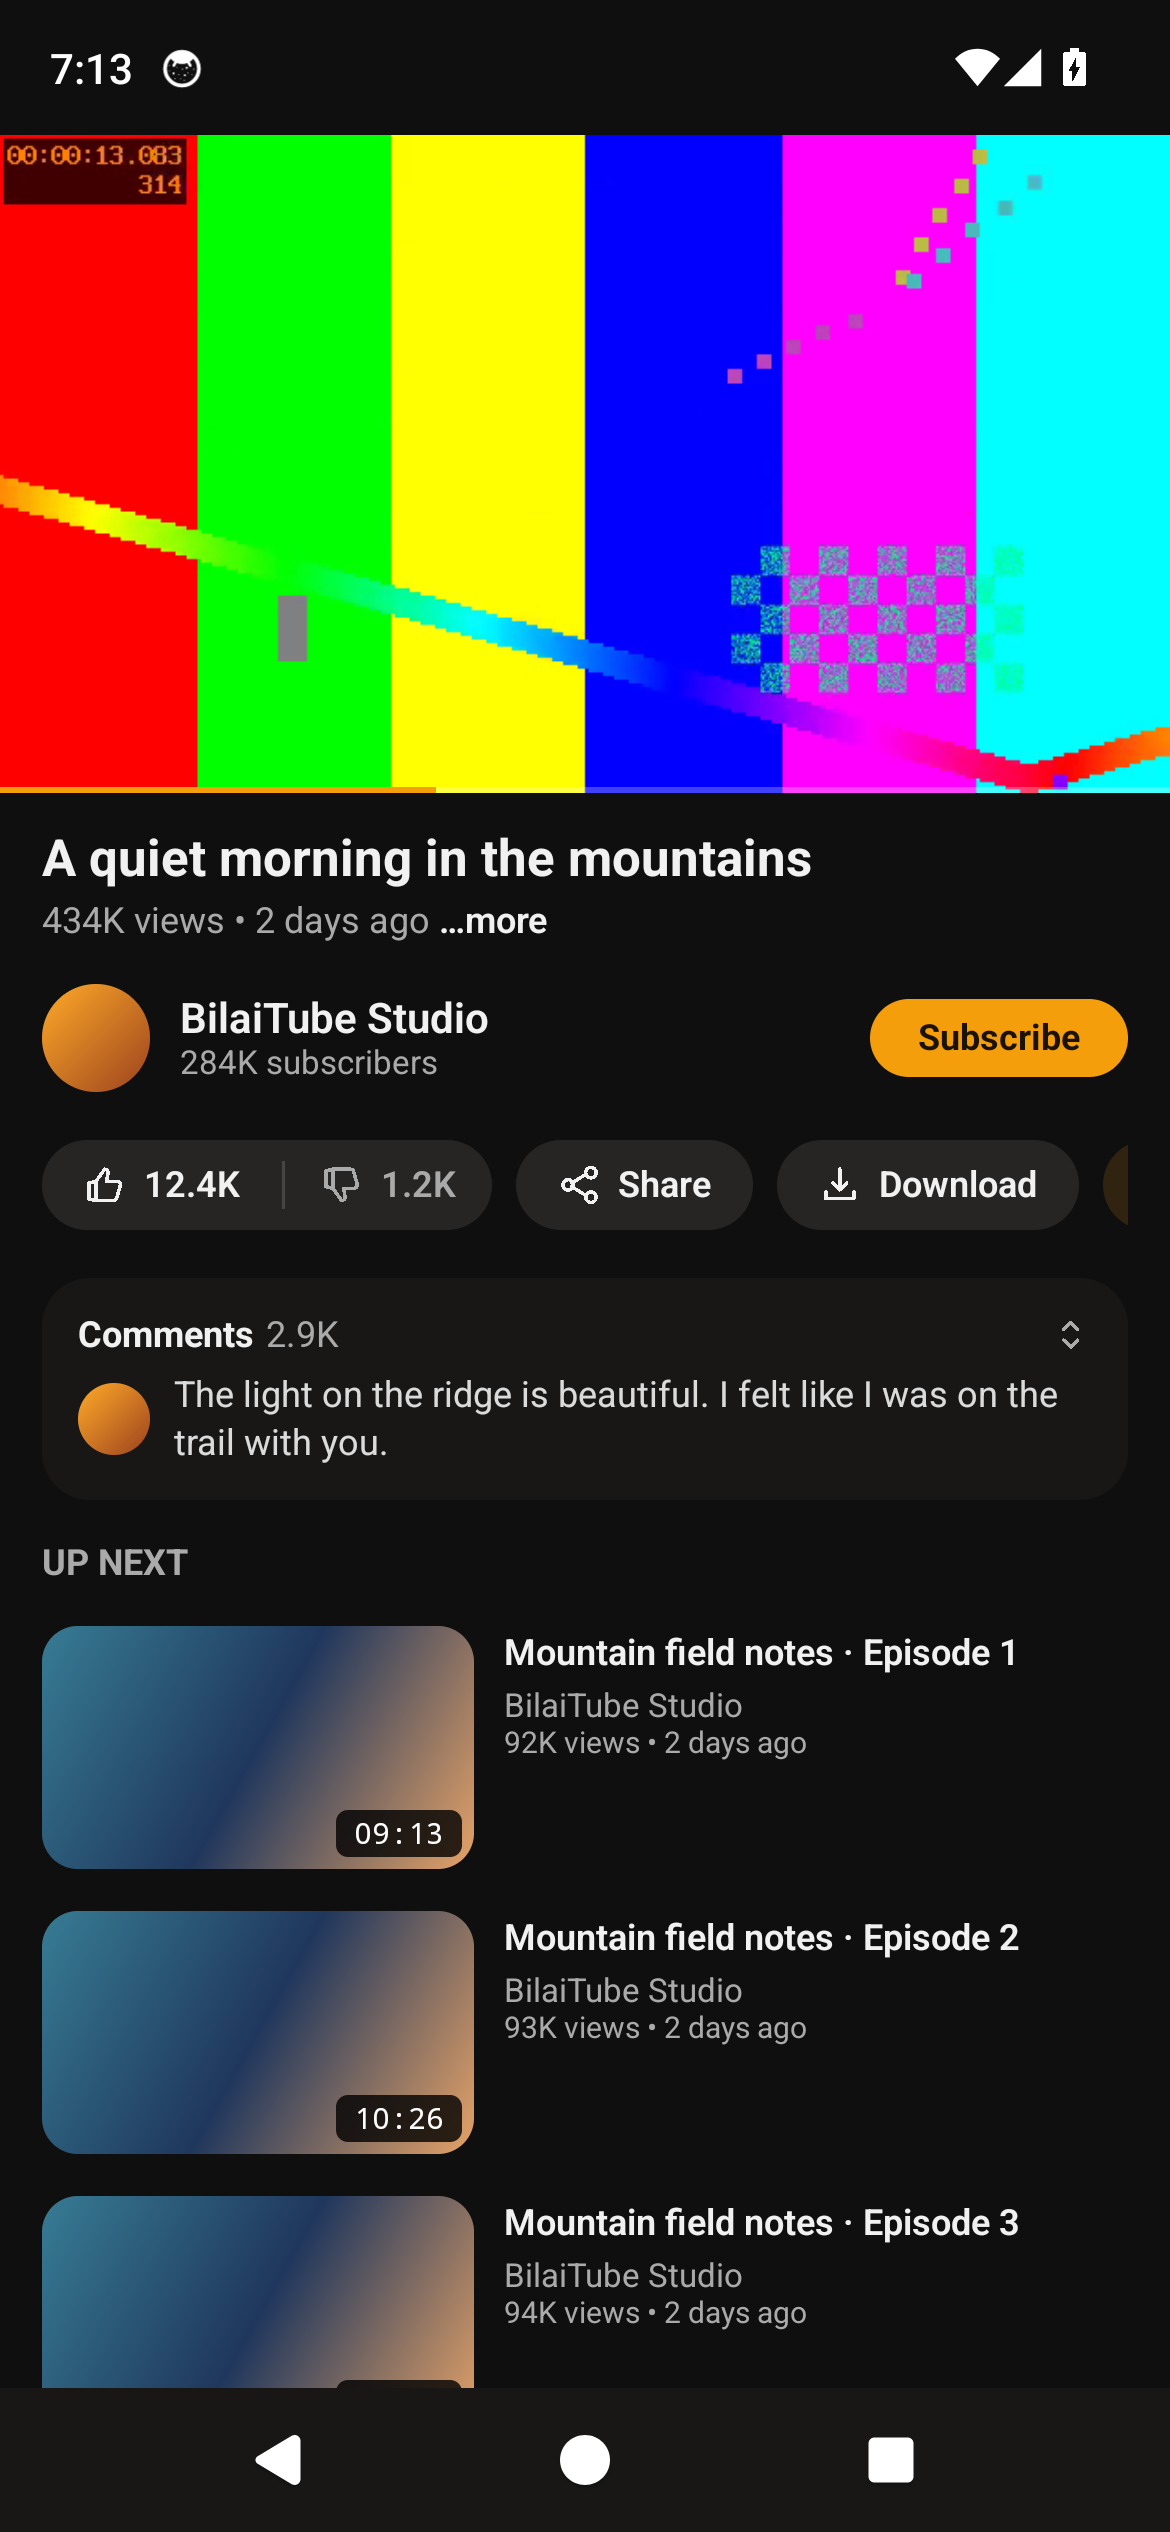 7:13
00:00:13.083
314
A quiet morning in the mountains
434K views • 2 days ago ...more
BilaiTube Studio
284K subscribers
Subscribe
12.4K
1.2K
Share
Download
Comments 2.9K
The light on the ridge is beautiful. I felt like I was on the
trail with you.
UP NEXT
Mountain field notes · Episode 1
BilaiTube Studio
92K views • 2 days ago
09:13
Mountain field notes · Episode 2
BilaiTube Studio
93K views • 2 days ago
10:26
Mountain field notes · Episode 3
BilaiTube Studio
94K views • 2 days ago